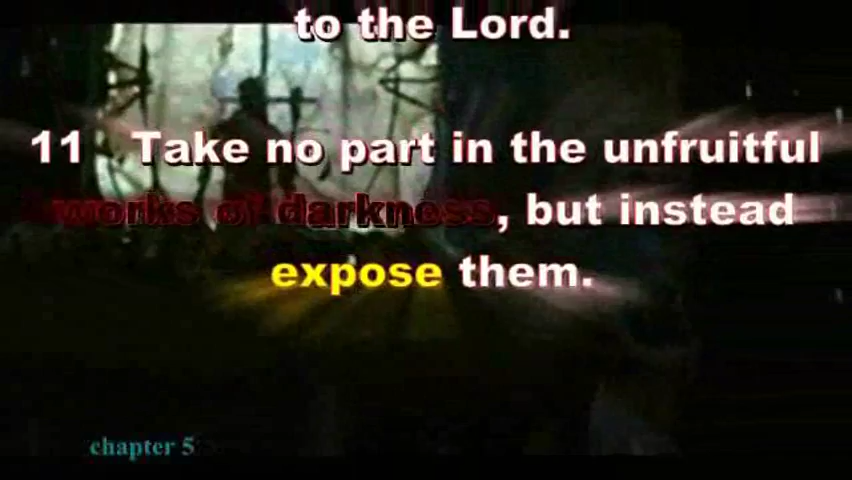 to the Lord.
11 Take no part in the unfruitful
works of darkness, but instead
expose them.
chapter 5